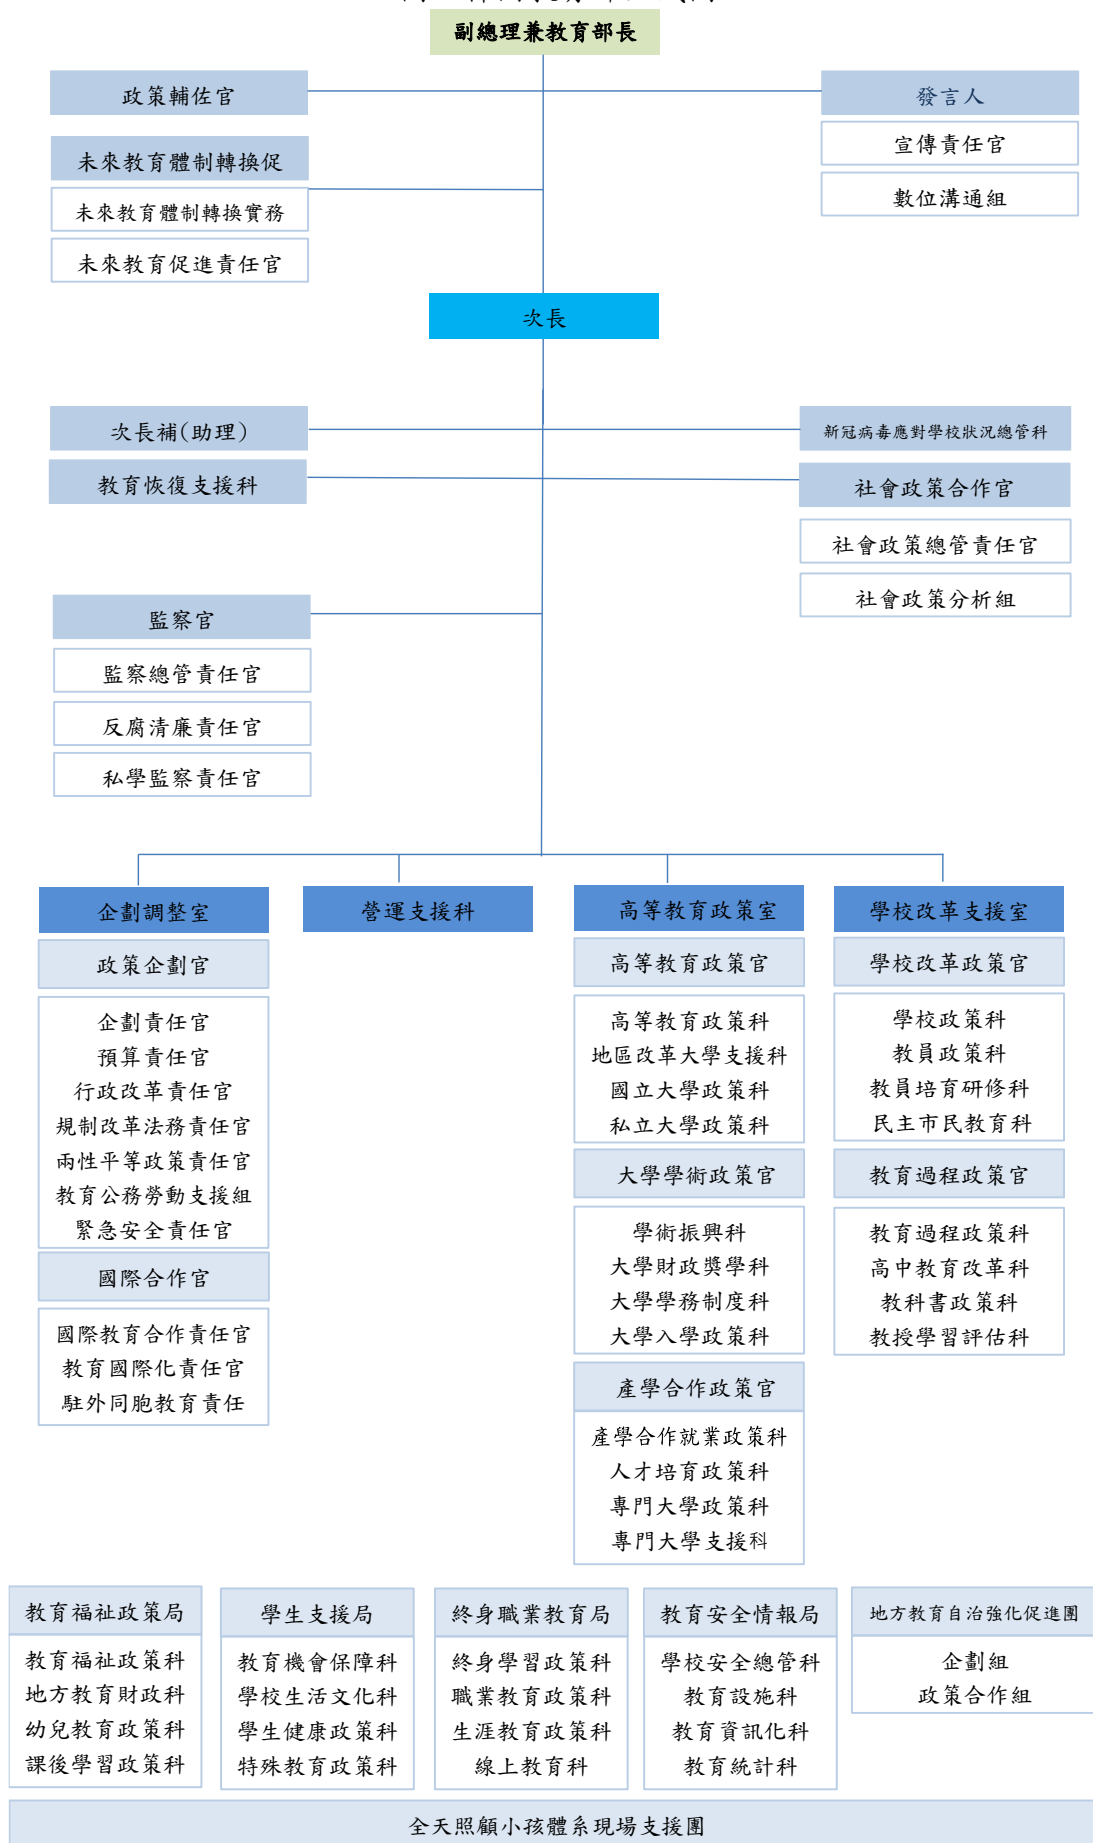 副總理兼教育部長
政策輔佐官
發言人
宣傳責任官
數位溝通組
未來教育體制轉換促
未來教育體制轉換實務
未來教育促進責任官
次長
次長補(助理)
新冠病毒應對學校狀況總管科
教育恢復支援科
社會政策合作官
社會政策總管責任官
社會政策分析組
監察官
監察總管責任官
反腐清廉責任官
私學監察責任官
企劃調整室
政策企劃官
企劃責任官
預算責任官
行政改革責任官
規制改革法務責任官
兩性平等政策責任官
教育公務勞動支援組
緊急安全責任官
國際合作官
國際教育合作責任官
教育國際化責任官
駐外同胞教育責任
營運支援科
高等教育政策室
高等教育政策官
高等教育政策科
地區改革大學支援科
國立大學政策科
私立大學政策科
大學學術政策官
學術振興科
大學財政獎學科
大學學務制度科
大學入學政策科
產學合作政策官
產學合作就業政策科
人才培育政策科
專門大學政策科
專門大學支援科
學校改革支援室
學校改革政策官
學校政策科
教員政策科
教員培育研修科
民主市民教育科
教育過程政策官
教育過程政策科
高中教育改革科
教科書政策科
教授學習評估科
教育福祉政策局
教育福祉政策科
地方教育財政科
幼兒教育政策科
課後學習政策科
學生支援局
教育機會保障科
學校生活文化科
學生健康政策科
特殊教育政策科
終身職業教育局
終身學習政策科
職業教育政策科
生涯教育政策科
線上教育科
教育安全情報局
學校安全總管科
教育設施科
教育資訊化科
教育統計科
地方教育自治強化促進團
企劃組
政策合作組
全天照顧小孩體系現場支援團